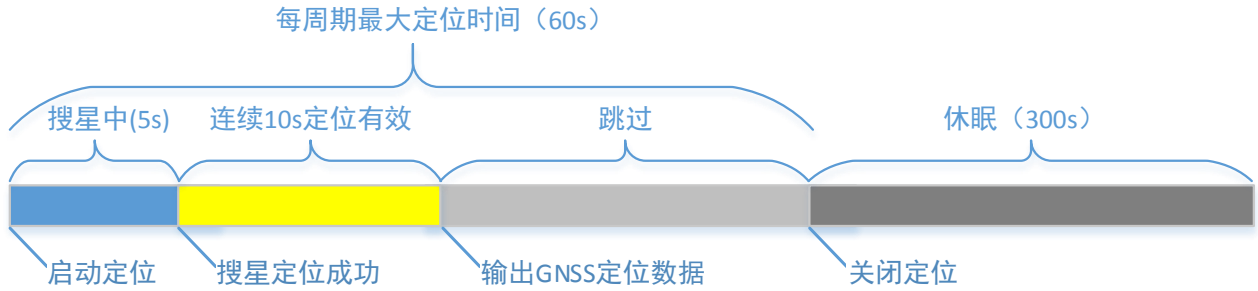 每周期最大定位时间（60s）
搜星中(5s)
连续10s定位有效
跳过
休眠（300s）
启动定位
搜星定位成功
输出GNSS定位数据
关闭定位